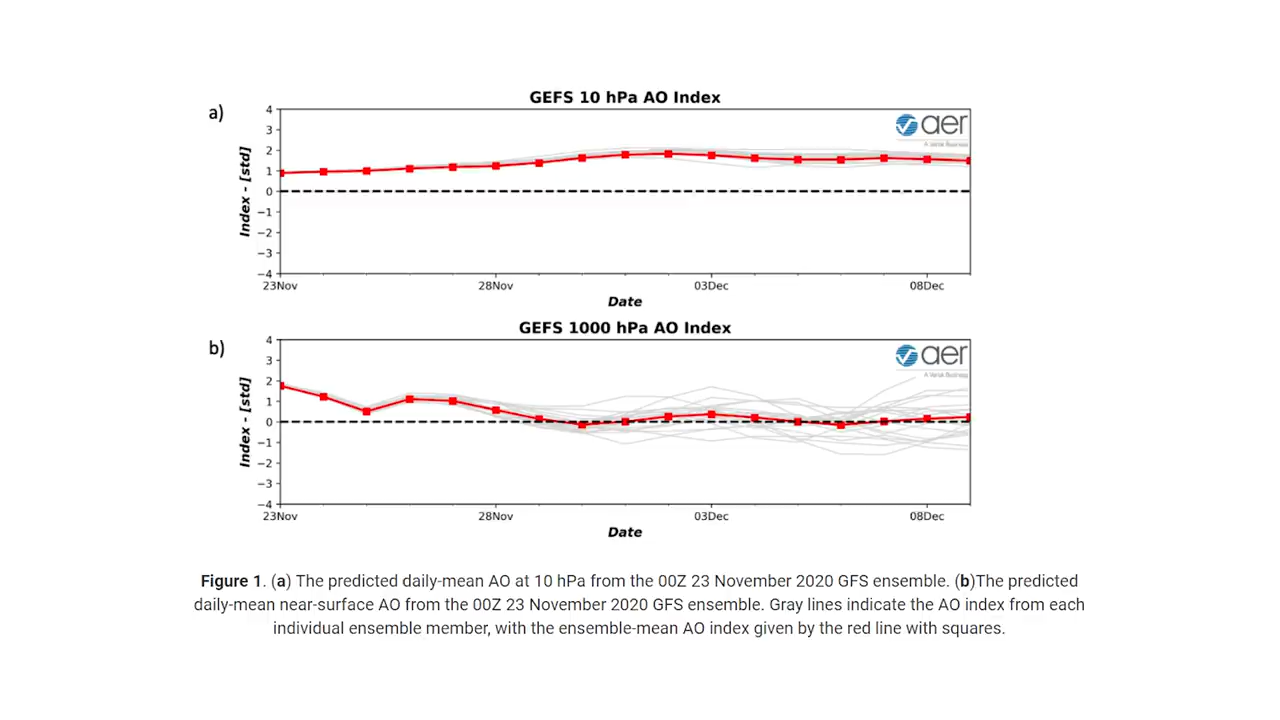 GEFS 10 hPa AO Index
a)
aer
A Verisk Business
4
3
2
1
0
−1
−2
−3
−4
Index - [std]
23Nov 28Nov 03Dec 08Dec
Date
GEFS 1000 hPa AO Index
b)
aer
A Verisk Business
4
3
2
1
0
−1
−2
−3
−4
Index - [std]
23Nov 28Nov 03Dec 08Dec
Date
Figure 1. (a) The predicted daily-mean AO at 10 hPa from the 00Z 23 November 2020 GFS ensemble. (b)The predicted
daily-mean near-surface AO from the 00Z 23 November 2020 GFS ensemble. Gray lines indicate the AO index from each
individual ensemble member, with the ensemble-mean AO index given by the red line with squares.